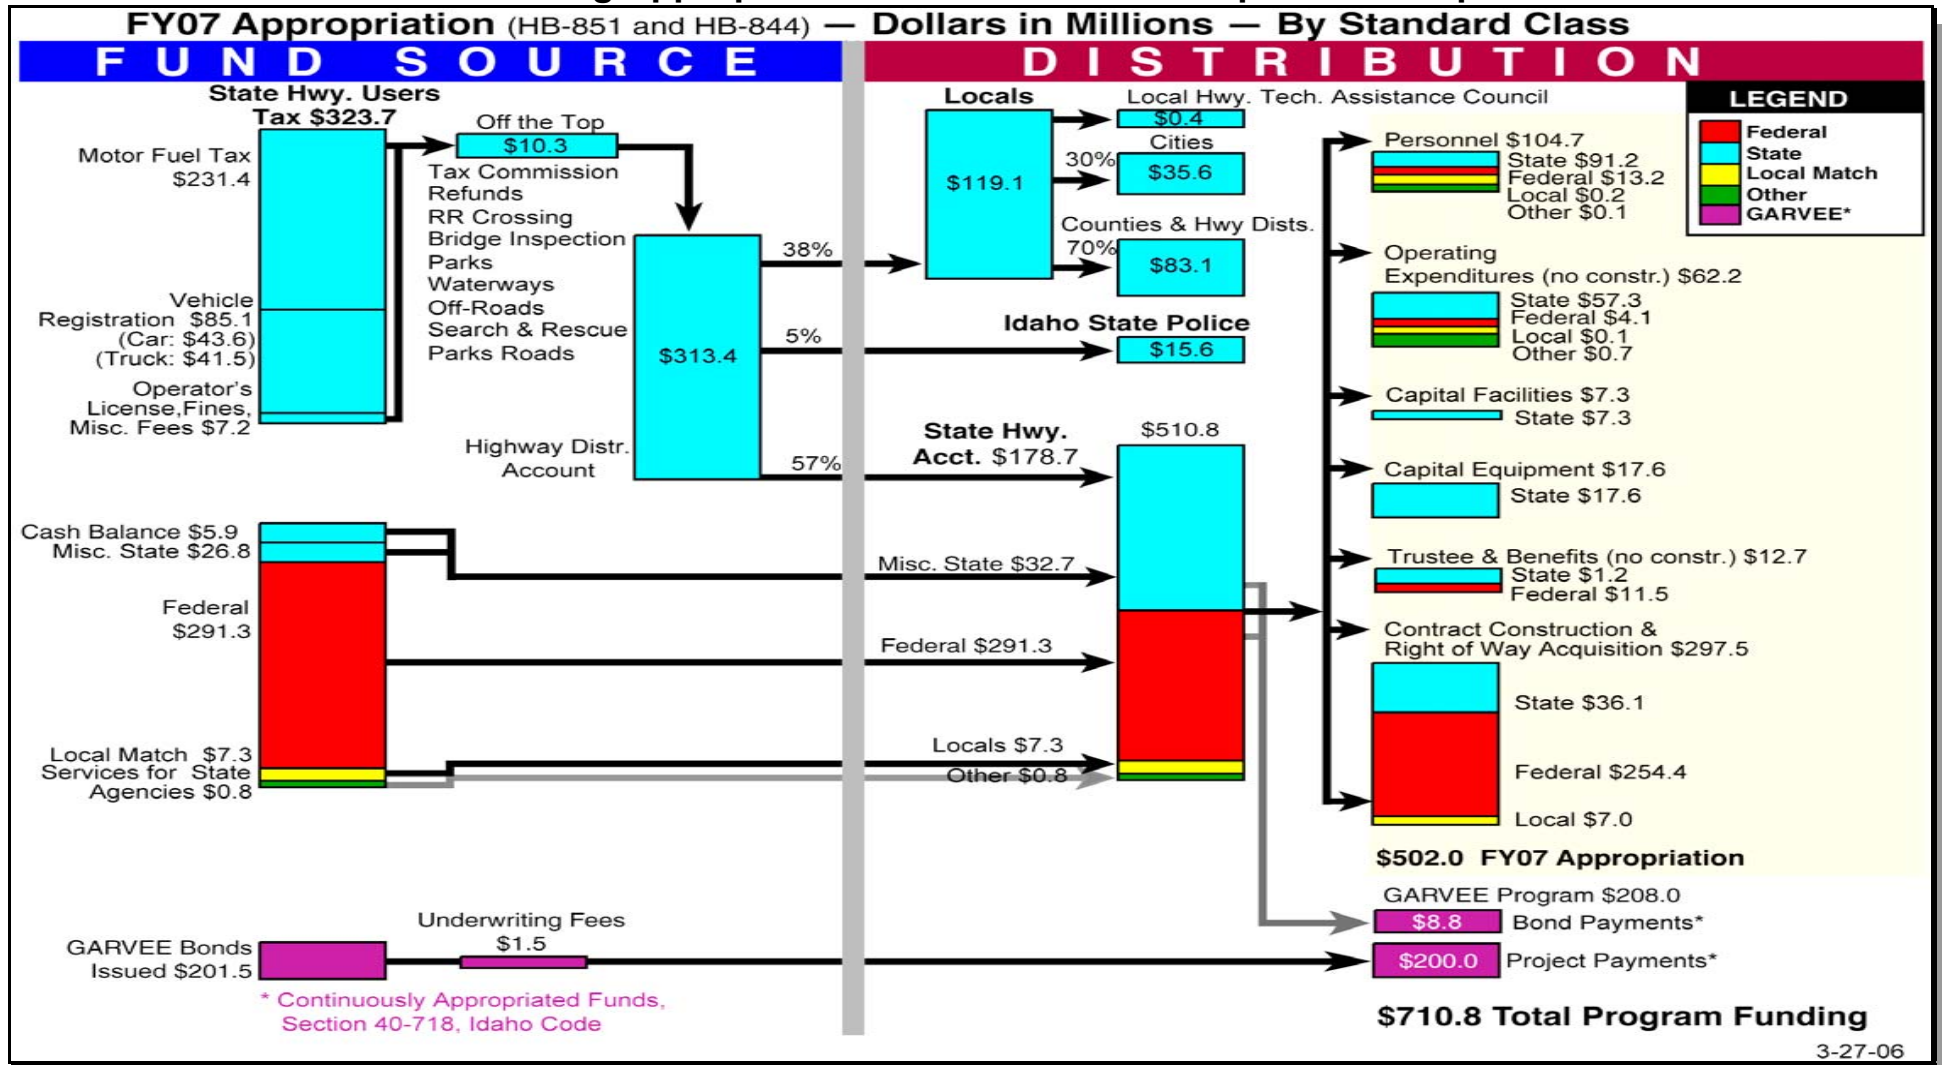 FY07 Appropriation (HB-851 and HB-844) — Dollars in Millions — By Standard Class
FUND SOURCE
DISTRIBUTION
State Hwy. Users
Tax $323.7
Motor Fuel Tax
$231.4
Vehicle
Registration $85.1
(Car: $43.6)
(Truck: $41.5)
Operator's
License,Fines,
Misc. Fees $7.2
Off the Top
$10.3
Tax Commission
Refunds
RR Crossing
Bridge Inspection
Parks
Waterways
Off-Roads
Search & Rescue
Parks Roads
Highway Distr.
Account
$313.4
38%
5%
57%
Cash Balance $5.9
Misc. State $26.8
Federal
$291.3
Local Match $7.3
Services for State
Agencies $0.8
GARVEE Bonds
Issued $201.5
Underwriting Fees
$1.5
* Continuously Appropriated Funds,
Section 40-718, Idaho Code
Locals
$119.1
Local Hwy. Tech. Assistance Council
$0.4
Cities
30%
$35.6
Counties & Hwy Dists.
70%
$83.1
Idaho State Police
$15.6
State Hwy.
Acct. $178.7
$510.8
Misc. State $32.7
Federal $291.3
Locals $7.3
Other $0.8
Personnel $104.7
State $91.2
Federal $13.2
Local $0.2
Other $0.1
Operating
Expenditures (no constr.) $62.2
State $57.3
Federal $4.1
Local $0.1
Other $0.7
Capital Facilities $7.3
State $7.3
Capital Equipment $17.6
State $17.6
Trustee & Benefits (no constr.) $12.7
State $1.2
Federal $11.5
Contract Construction &
Right of Way Acquisition $297.5
State $36.1
Federal $254.4
Local $7.0
$502.0 FY07 Appropriation
GARVEE Program $208.0
$8.8 Bond Payments*
$200.0 Project Payments*
$710.8 Total Program Funding
3-27-06
LEGEND
Federal
State
Local Match
Other
GARVEE*